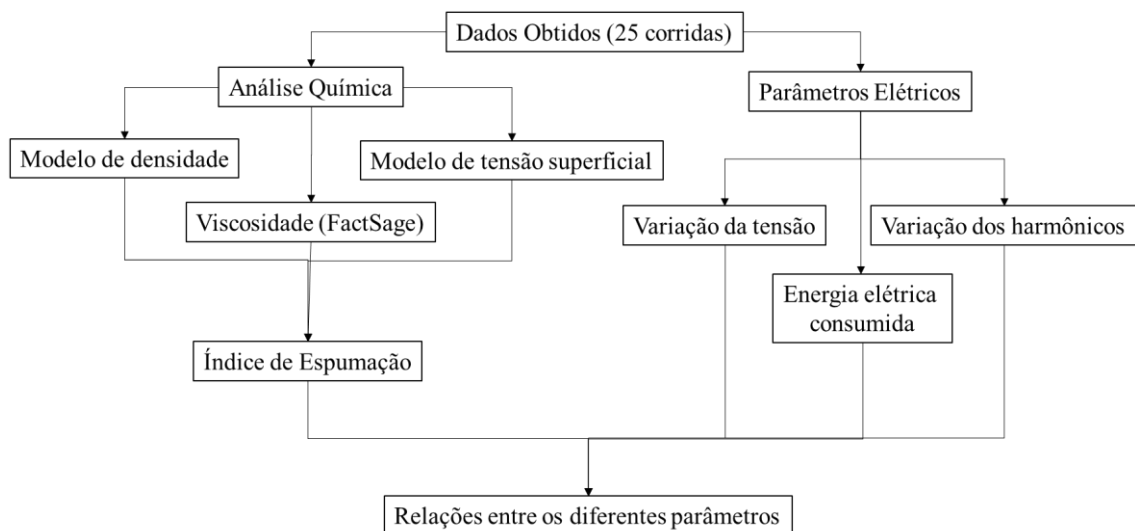 Dados Obtidos (25 corridas)
Análise Química
Parâmetros Elétricos
Modelo de densidade
Modelo de tensão superficial
Viscosidade (FactSage)
Variação da tensão
Variação dos harmônicos
Energia elétrica
consumida
Índice de Espumação
Relações entre os diferentes parâmetros